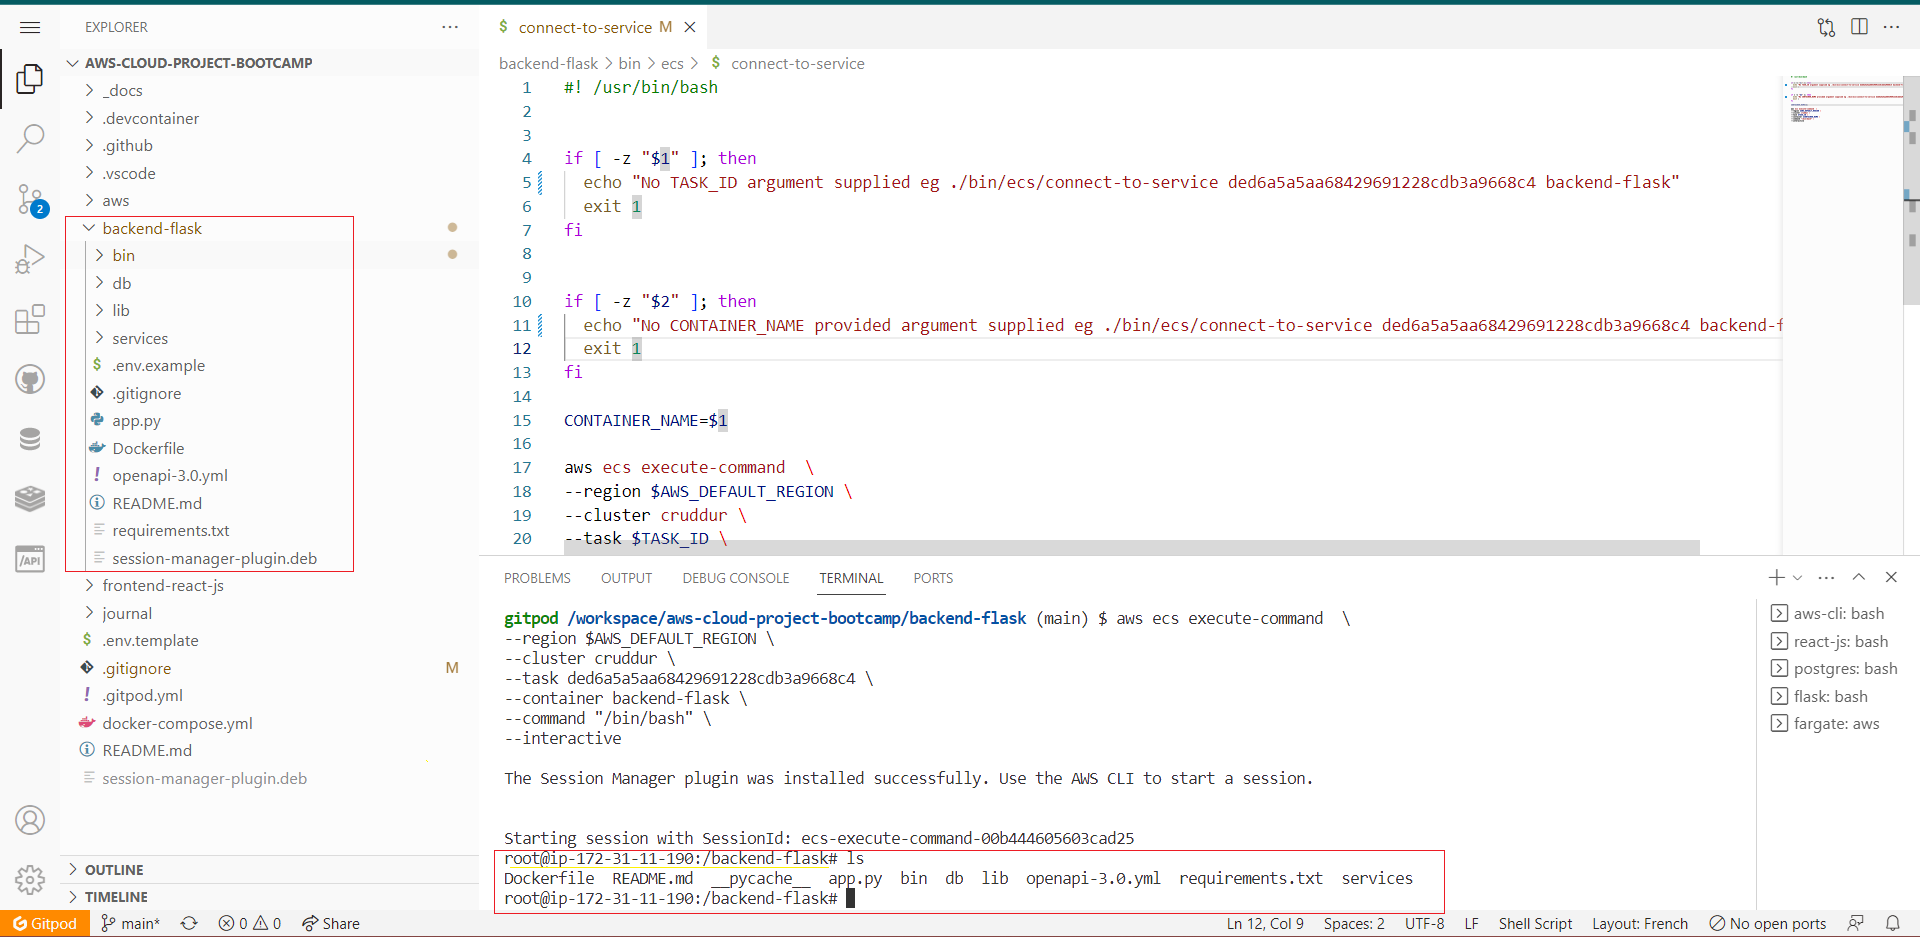 EXPLORER
AWS-CLOUD-PROJECT-BOOTCAMP
_docs
.devcontainer
.github
.vscode
aws
backend-flask
bin
db
lib
services
$ .env.example
.gitignore
app.py
Dockerfile
! openapi-3.0.yml
README.md
requirements.txt
session-manager-plugin.deb
frontend-react-js
journal
$ .env.template
.gitignore M
! .gitpod.yml
docker-compose.yml
README.md
session-manager-plugin.deb
OUTLINE
TIMELINE
2
/API
$ connect-to-service M
backend-flask > bin > ecs > $ connect-to-service
1 #! /usr/bin/bash
2
3
4 if [ -z "$1" ]; then
5 echo "No TASK_ID argument supplied eg ./bin/ecs/connect-to-service ded6a5a5aa68429691228cdb3a9668c4 backend-flask"
6 exit 1
7 fi
8
9
10 if [ -z "$2" ]; then
11 echo "No CONTAINER_NAME provided argument supplied eg ./bin/ecs/connect-to-service ded6a5a5aa68429691228cdb3a9668c4 backend-f
12 exit 1
13 fi
14
15 CONTAINER_NAME=$1
16
17 aws ecs execute-command \
18 --region $AWS_DEFAULT_REGION \
19 --cluster cruddur \
20 --task $TASK_ID \
PROBLEMS OUTPUT DEBUG CONSOLE TERMINAL PORTS
gitpod /workspace/aws-cloud-project-bootcamp/backend-flask (main) $ aws ecs execute-command \
--region $AWS_DEFAULT_REGION \
--cluster cruddur \
--task ded6a5a5aa68429691228cdb3a9668c4 \
--container backend-flask \
--command "/bin/bash" \
--interactive
The Session Manager plugin was installed successfully. Use the AWS CLI to start a session.
Starting session with SessionId: ecs-execute-command-00b444605603cad25
root@ip-172-31-11-190:/backend-flask# ls
Dockerfile README.md __pycache__ app.py bin db lib openapi-3.0.yml requirements.txt services
root@ip-172-31-11-190:/backend-flask#
aws-cli: bash
react-js: bash
postgres: bash
flask: bash
fargate: aws
Gitpod main* 0 0 Share Ln 12, Col 9 Spaces: 2 UTF-8 LF Shell Script Layout: French No open ports